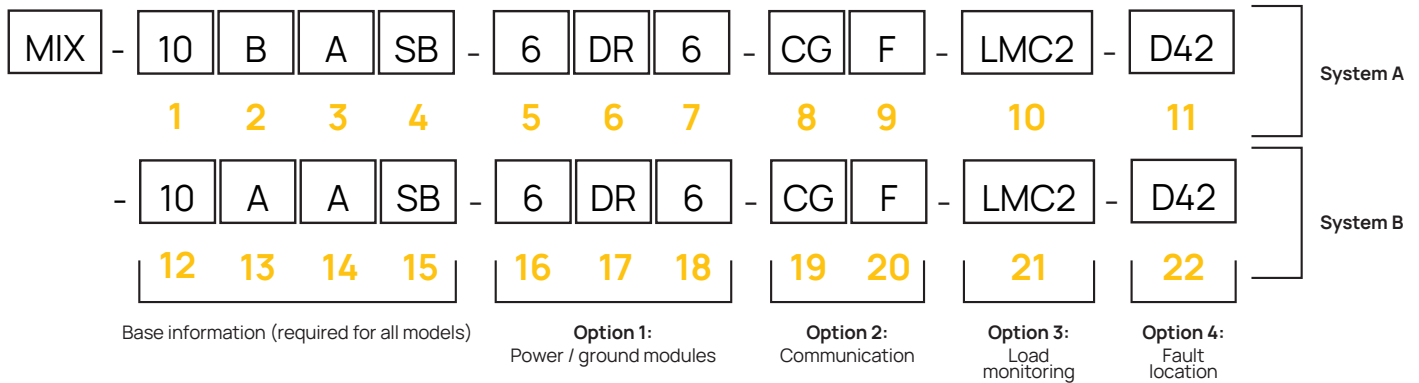 MIX - 10 B A SB - 6 DR 6 - CG F - LMC2 - D42
System A
1 2 3 4 5 6 7 8 9 10 11
- 10 A A SB - 6 DR 6 - CG F - LMC2 - D42
System B
12 13 14 15 16 17 18 19 20 21 22
Base information (required for all models)
Option 1:
Power / ground modules
Option 2:
Communication
Option 3:
Load
monitoring
Option 4:
Fault
location